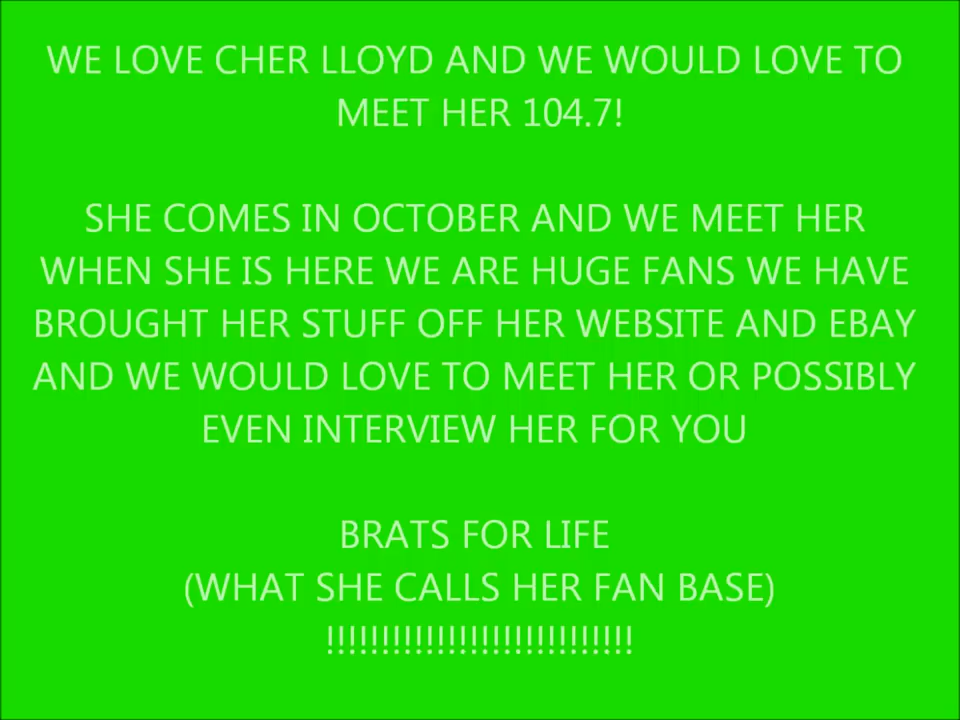 WE LOVE CHER LLOYD AND WE WOULD LOVE TO
MEET HER 104.7!
SHE COMES IN OCTOBER AND WE MEET HER
WHEN SHE IS HERE WE ARE HUGE FANS WE HAVE
BROUGHT HER STUFF OFF HER WEBSITE AND EBAY
AND WE WOULD LOVE TO MEET HER OR POSSIBLY
EVEN INTERVIEW HER FOR YOU
BRATS FOR LIFE
(WHAT SHE CALLS HER FAN BASE)
!!!!!!!!!!!!!!!!!!!!!!!!!!!!